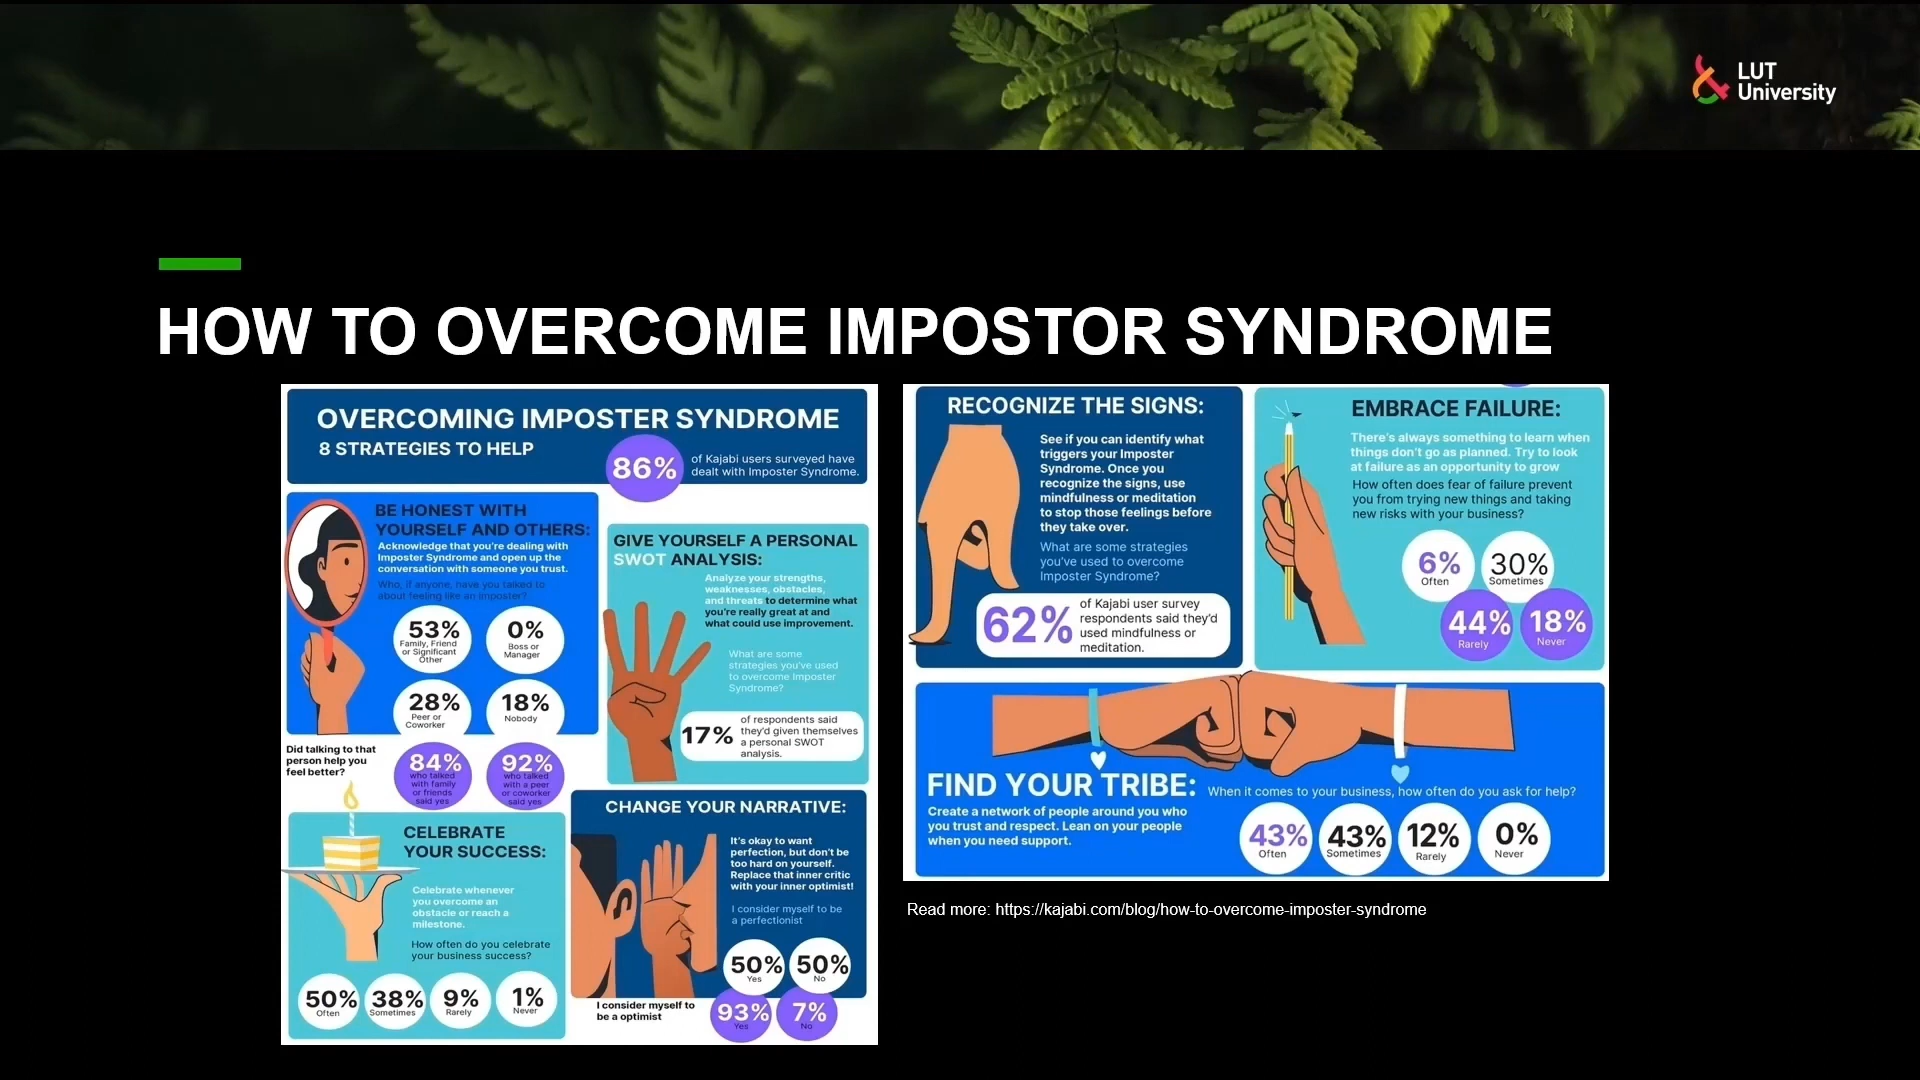 LUT
University
HOW TO OVERCOME IMPOSTOR SYNDROME
OVERCOMING IMPOSTER SYNDROME
8 STRATEGIES TO HELP
86%
of Kajabi users surveyed have
dealt with Imposter Syndrome.
BE HONEST WITH
YOURSELF AND OTHERS:
Acknowledge that you're dealing with
Imposter Syndrome and open up the
conversation with someone you trust.
Who, if anyone, have you talked to
about feeling like an imposter?
53%
Family, Friend
or Significant
Other
0%
Boss or
Manager
28%
Peer or
Coworker
18%
Nobody
Did talking to that
person help you
feel better?
84%
who talked
with family
or friends
said yes
92%
who talked
with a peer
or coworker
said yes
GIVE YOURSELF A PERSONAL
SWOT ANALYSIS:
Analyze your strengths,
weaknesses, obstacles,
and threats to determine what
you're really great at and
what could use improvement.
What are some
strategies you've used
to overcome Imposter
Syndrome?
17%
of respondents said
they'd given themselves
a personal SWOT
analysis.
CELEBRATE
YOUR SUCCESS:
Celebrate whenever
you overcome an
obstacle or reach a
milestone.
How often do you celebrate
your business success?
50%
Often
38%
Sometimes
9%
Rarely
1%
Never
CHANGE YOUR NARRATIVE:
It's okay to want
perfection, but don't be
too hard on yourself.
Replace that inner critic
with your inner optimist!
I consider myself to be
a perfectionist
50%
Yes
50%
No
I consider myself to
be a optimist
93%
Yes
7%
No
RECOGNIZE THE SIGNS:
See if you can identify what
triggers your Imposter
Syndrome. Once you
recognize the signs, use
mindfulness or meditation
to stop those feelings before
they take over.
What are some strategies
you've used to overcome
Imposter Syndrome?
62%
of Kajabi user survey
respondents said they'd
used mindfulness or
meditation.
EMBRACE FAILURE:
There's always something to learn when
things don't go as planned. Try to look
at failure as an opportunity to grow
How often does fear of failure prevent
you from trying new things and taking
new risks with your business?
6%
Often
30%
Sometimes
44%
Rarely
18%
Never
FIND YOUR TRIBE:
Create a network of people around you who
you trust and respect. Lean on your people
when you need support.
When it comes to your business, how often do you ask for help?
43%
Often
43%
Sometimes
12%
Rarely
0%
Never
Read more: https://kajabi.com/blog/how-to-overcome-imposter-syndrome